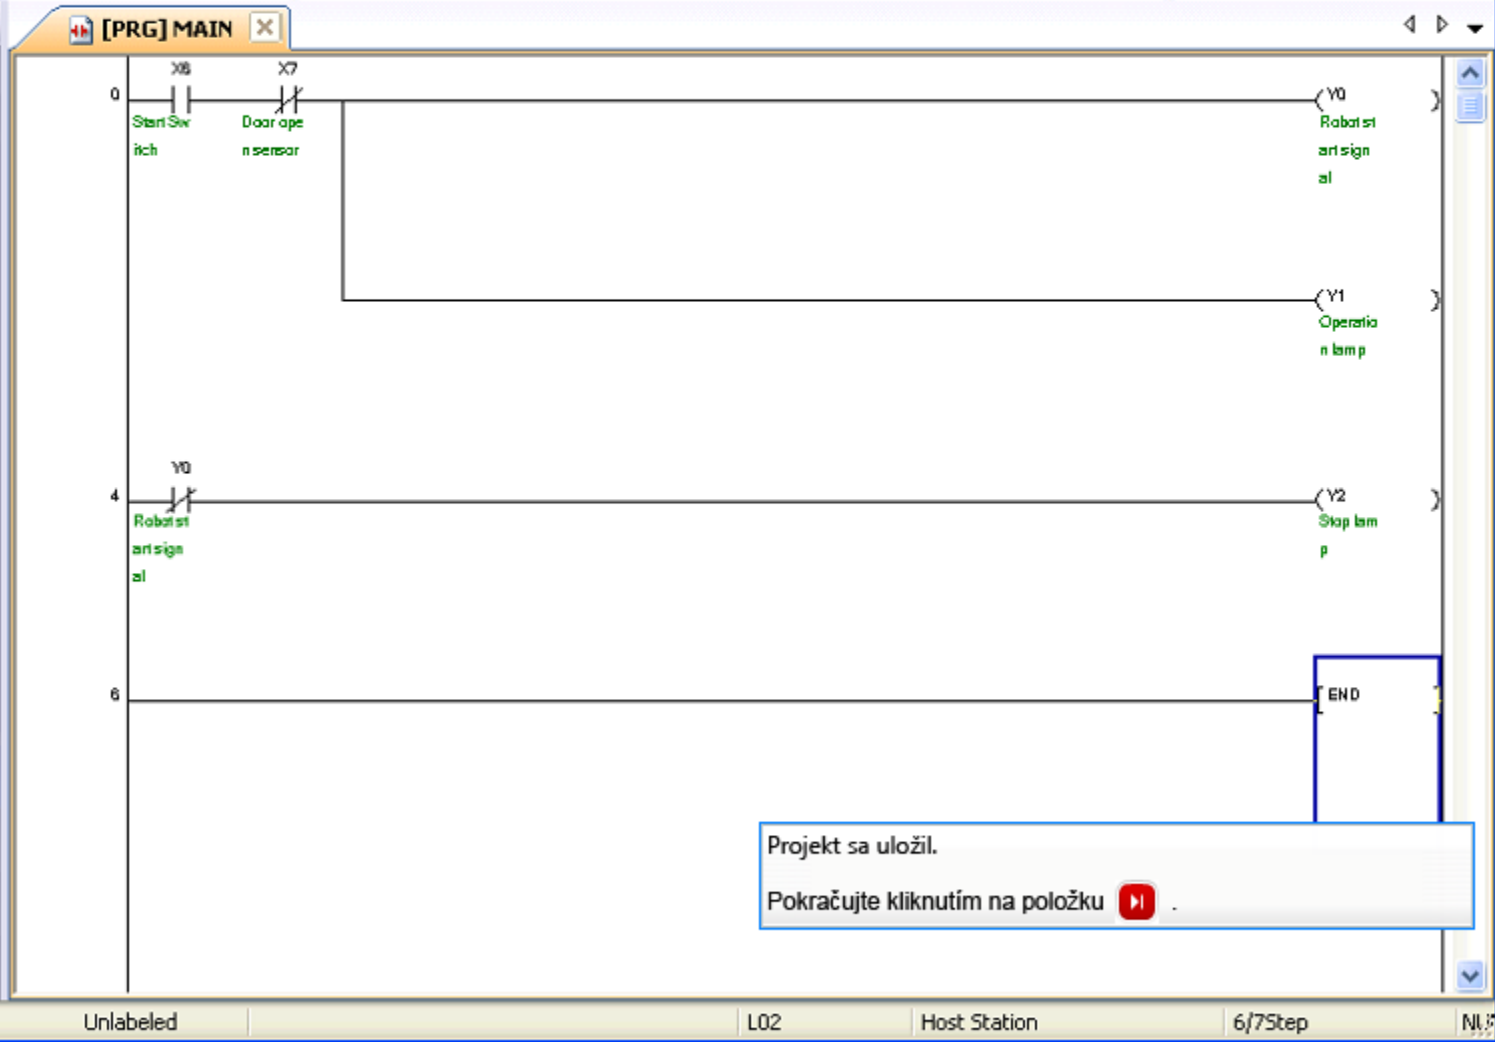 [PRG] MAIN
X6 X7
0 Y0
Start Sw Door ope Robot st
itch n sensor art sign
al
Y1
Operatio
n lamp
Y0
4 Y2
Robot st Stop lam
art sign p
al
6 END
Projekt sa uložil.
Pokračujte kliknutím na položku .
Unlabeled L02 Host Station 6/7Step